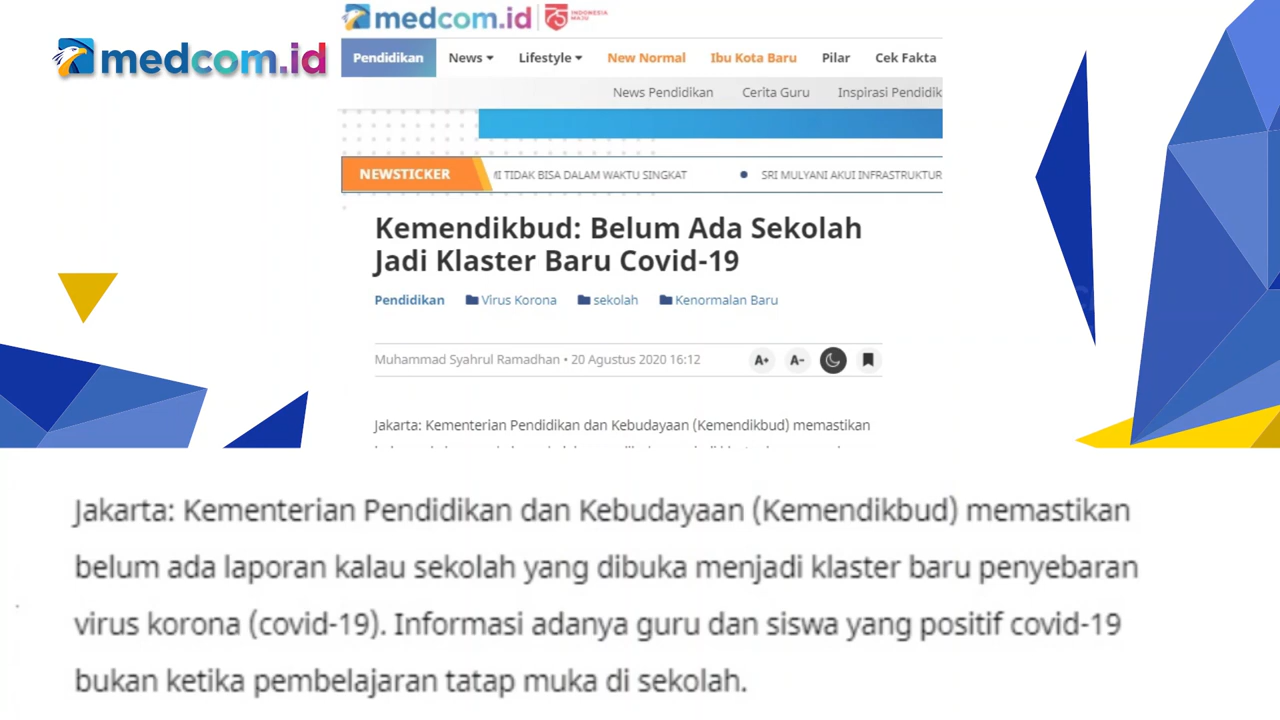 medcom.id
medcom.id INDONESIA MAJU
Pendidikan News Lifestyle New Normal Ibu Kota Baru Pilar Cek Fakta
News Pendidikan Cerita Guru Inspirasi Pendidik
NEWSTICKER TIDAK BISA DALAM WAKTU SINGKAT • SRI MULYANI AKUI INFRASTRUKTUR
Kemendikbud: Belum Ada Sekolah
Jadi Klaster Baru Covid-19
Pendidikan Virus Korona sekolah Kenormalan Baru
Muhammad Syahrul Ramadhan • 20 Agustus 2020 16:12 A+ A-
Jakarta: Kementerian Pendidikan dan Kebudayaan (Kemendikbud) memastikan
Jakarta: Kementerian Pendidikan dan Kebudayaan (Kemendikbud) memastikan
belum ada laporan kalau sekolah yang dibuka menjadi klaster baru penyebaran
virus korona (covid-19). Informasi adanya guru dan siswa yang positif covid-19
bukan ketika pembelajaran tatap muka di sekolah.